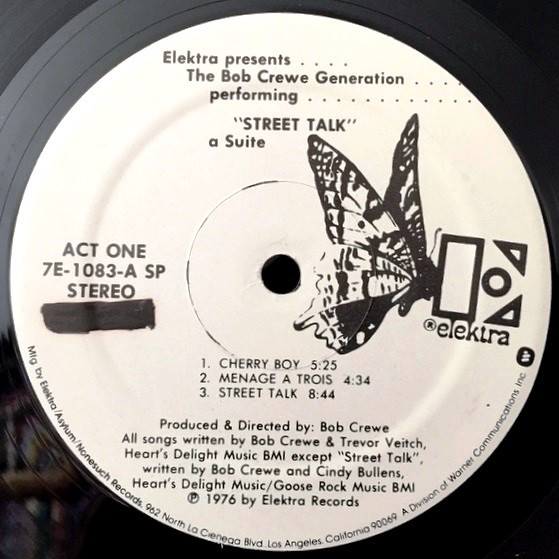 Elektra presents . . . .
The Bob Crewe Generation . . . .
performing . . . . . . . . . . . . .
"STREET TALK"
a Suite
ACT ONE
7E-1083-A SP
STEREO
®elektra
1. CHERRY BOY 5:25
2. MENAGE A TROIS 4:34
3. STREET TALK 8:44
Produced & Directed by: Bob Crewe
All songs written by Bob Crewe & Trevor Veitch,
Heart's Delight Music BMI except "Street Talk",
written by Bob Crewe and Cindy Bullens,
Heart's Delight Music/Goose Rock Music BMI
℗ 1976 by Elektra Records
Mfg by Elektra/Asylum/Nonesuch Records, 962 North La Cienega Blvd. Los Angeles, California 90069 A Division of Warner Communications Inc